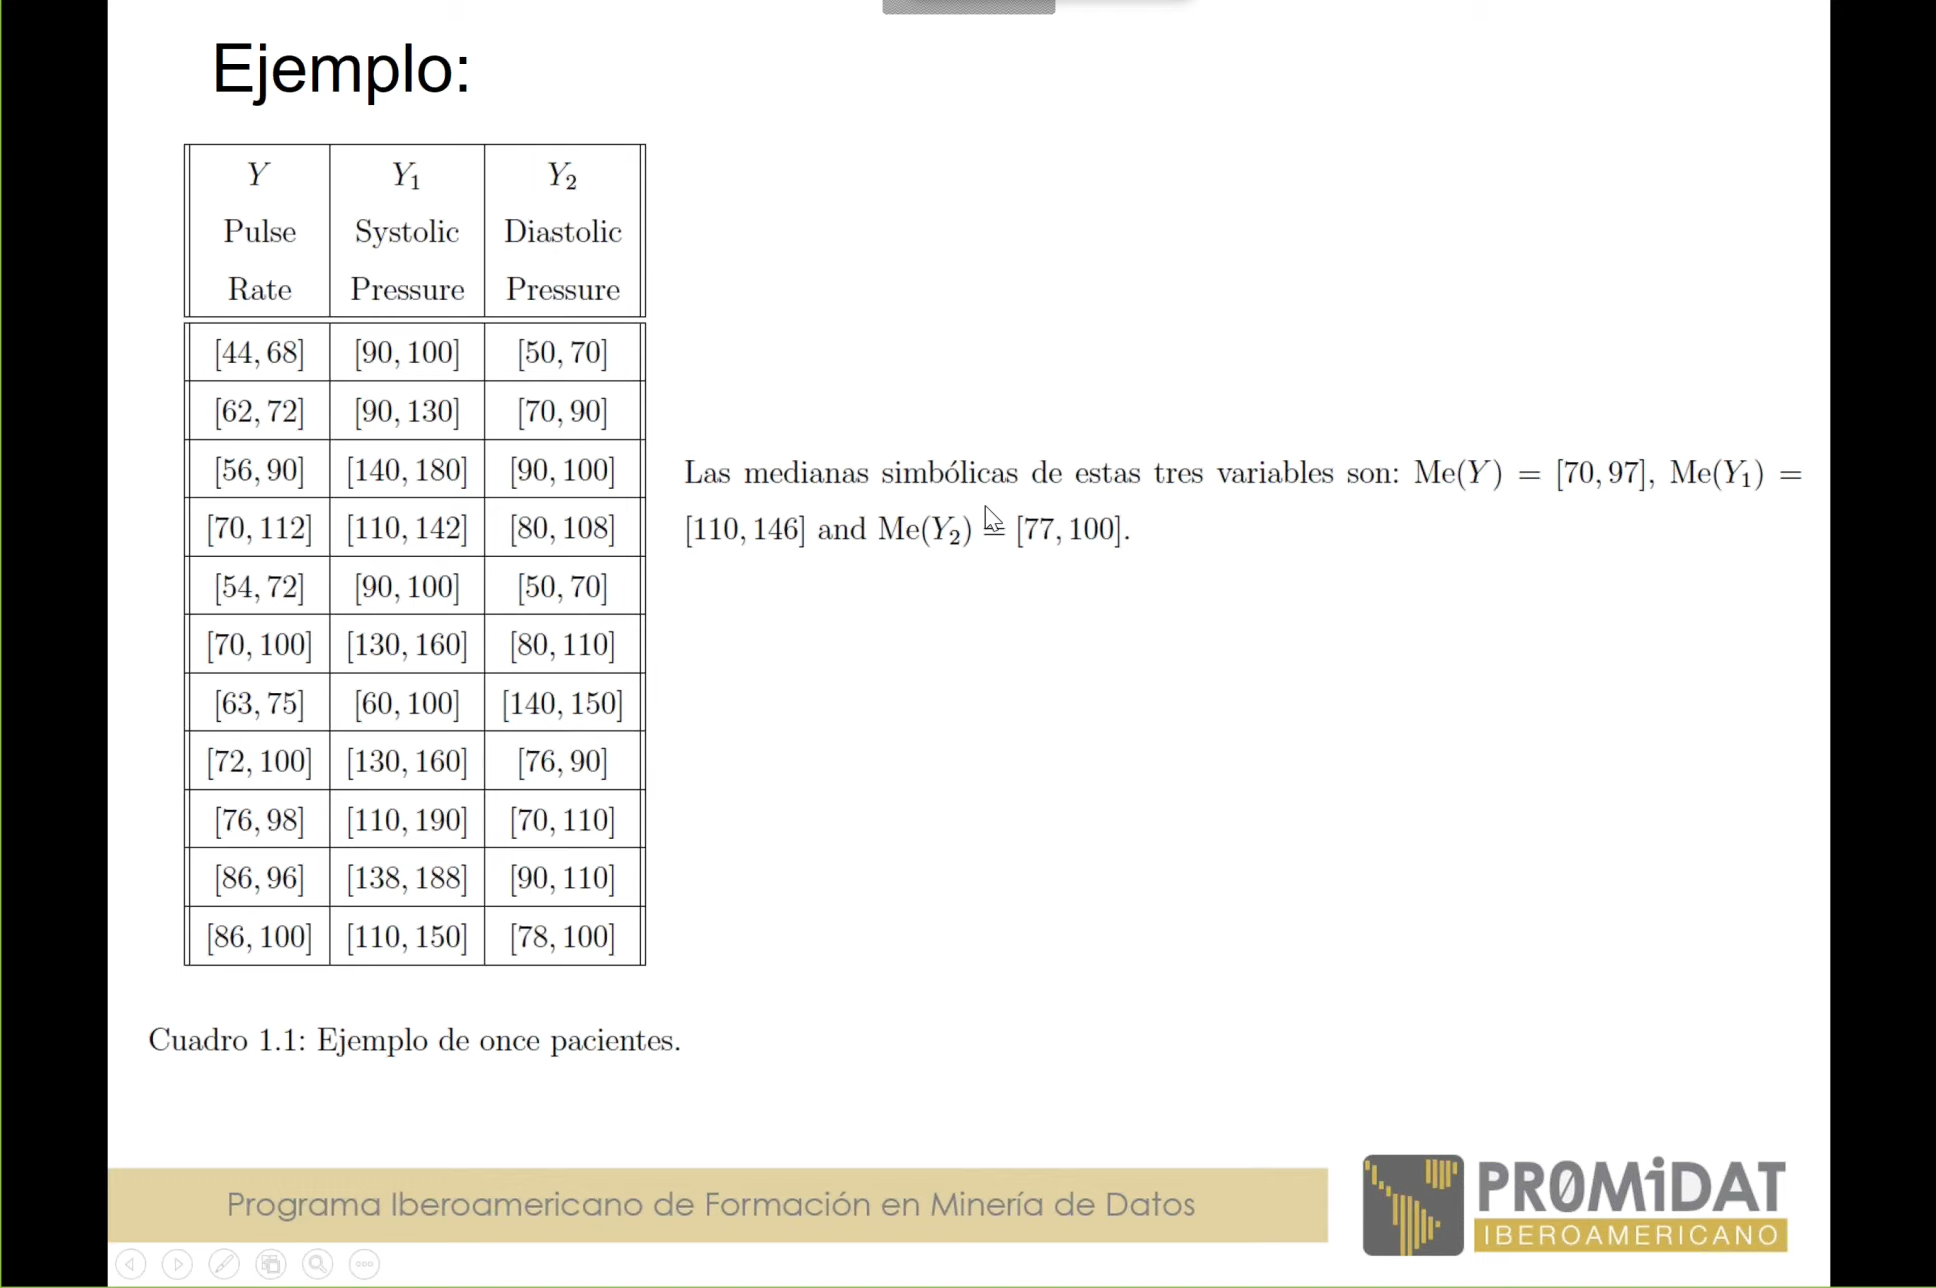 Ejemplo:
Y Y₁ Y₂
Pulse Systolic Diastolic
Rate Pressure Pressure
[44, 68] [90, 100] [50, 70]
[62, 72] [90, 130] [70, 90]
[56, 90] [140, 180] [90, 100]
[70, 112] [110, 142] [80, 108]
[54, 72] [90, 100] [50, 70]
[70, 100] [130, 160] [80, 110]
[63, 75] [60, 100] [140, 150]
[72, 100] [130, 160] [76, 90]
[76, 98] [110, 190] [70, 110]
[86, 96] [138, 188] [90, 110]
[86, 100] [110, 150] [78, 100]
Las medianas simbólicas de estas tres variables son: Me(Y) = [70, 97], Me(Y₁) =
[110, 146] and Me(Y₂) = [77, 100].
Cuadro 1.1: Ejemplo de once pacientes.
Programa Iberoamericano de Formación en Minería de Datos
PR0MiDAT
IBEROAMERICANO